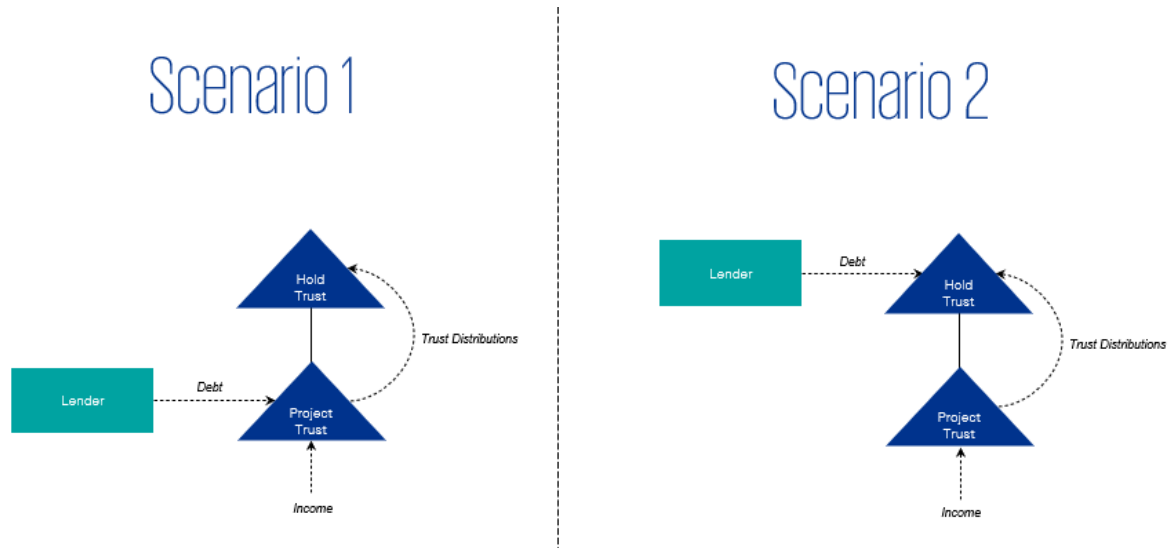 Scenario 1
Hold
Trust
Trust Distributions
Lender
Debt
Project
Trust
Income
Scenario 2
Lender
Debt
Hold
Trust
Trust Distributions
Project
Trust
Income